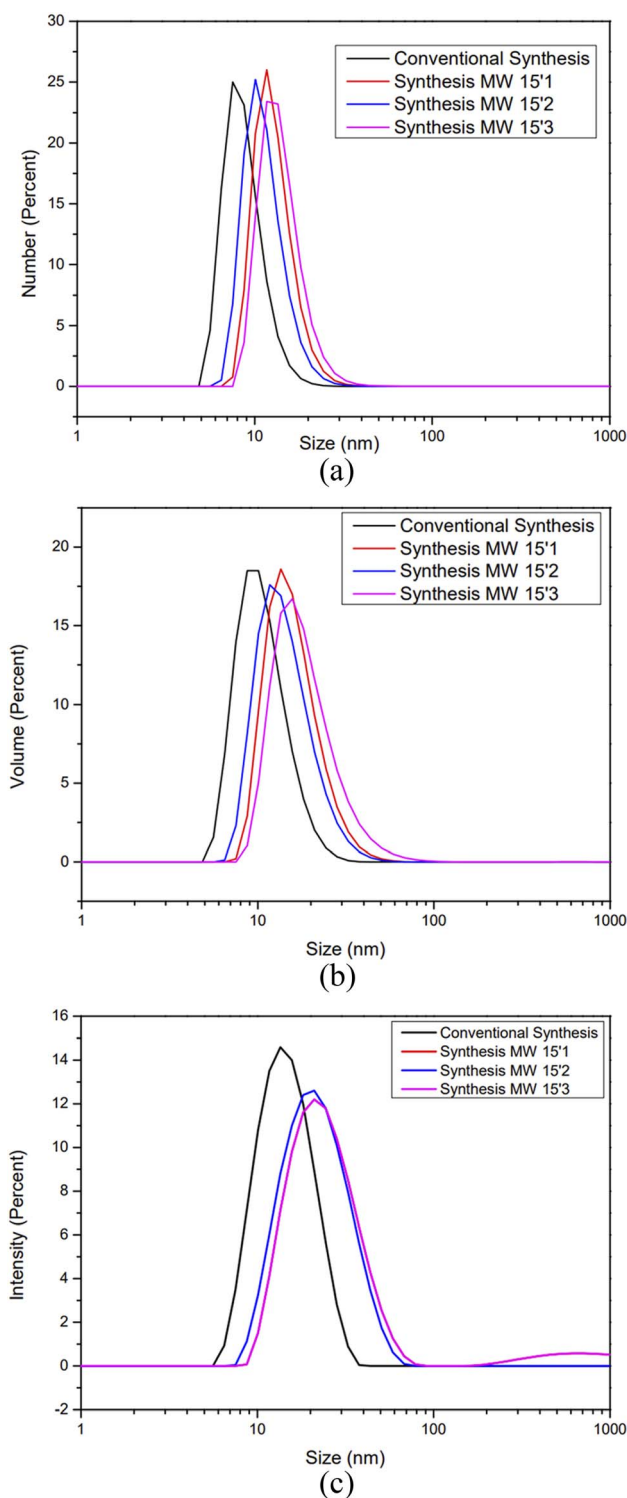 30
25
20
15
10
5
0
Number (Percent)
Conventional Synthesis
Synthesis MW 15'1
Synthesis MW 15'2
Synthesis MW 15'3
1 10 100 1000
Size (nm)
(a)
20
15
10
5
0
Volume (Percent)
Conventional Synthesis
Synthesis MW 15'1
Synthesis MW 15'2
Synthesis MW 15'3
1 10 100 1000
Size (nm)
(b)
16
14
12
10
8
6
4
2
0
-2
Intensity (Percent)
Conventional Synthesis
Synthesis MW 15'1
Synthesis MW 15'2
Synthesis MW 15'3
1 10 100 1000
Size (nm)
(c)